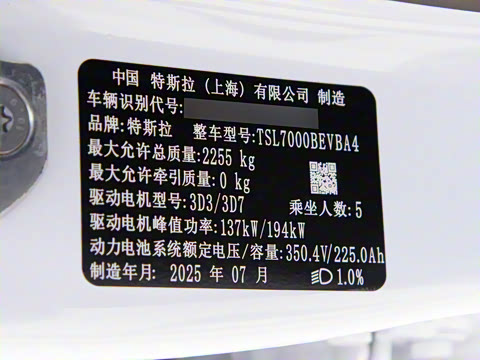 中国 特斯拉 (上海) 有限公司 制造
车辆识别代号:
品牌:特斯拉 整车型号:TSL7000BEVBA4
最大允许总质量:2255 kg
最大允许牵引质量:0 kg
驱动电机型号:3D3/3D7 乘坐人数:5
驱动电机峰值功率:137kW/194kW
动力电池系统额定电压/容量:350.4V/225.0Ah
制造年月: 2025 年 07 月 1.0%